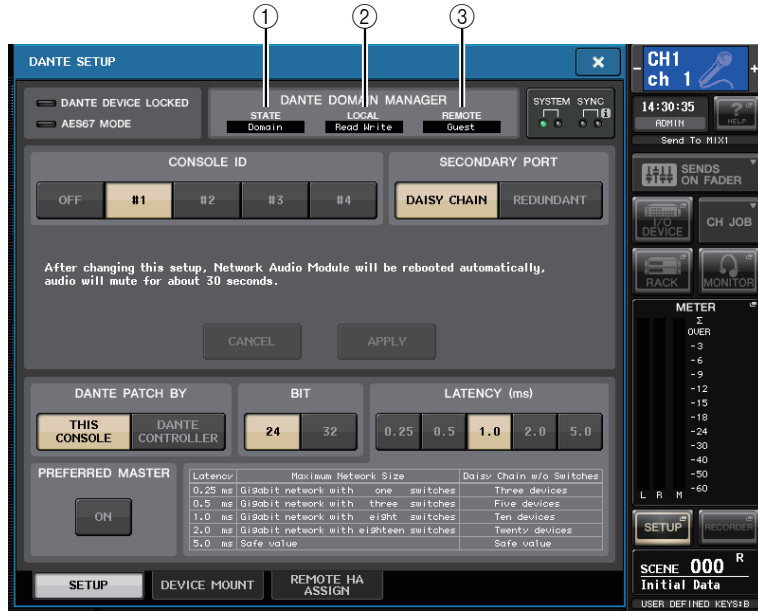 ① ② ③
DANTE SETUP
×
DANTE DEVICE LOCKED
AES67 MODE
DANTE DOMAIN MANAGER
STATE LOCAL REMOTE
Domain Read Write Guest
SYSTEM SYNC
i
CONSOLE ID
OFF #1 #2 #3 #4
SECONDARY PORT
DAISY CHAIN REDUNDANT
After changing this setup, Network Audio Module will be rebooted automatically,
audio will mute for about 30 seconds.
CANCEL APPLY
DANTE PATCH BY
THIS CONSOLE
DANTE CONTROLLER
BIT
24 32
LATENCY (ms)
0.25 0.5 1.0 2.0 5.0
PREFERRED MASTER
ON
Latency Maximum Network Size Daisy Chain w/o Switches
0.25 ms Gigabit network with one switches Three devices
0.5 ms Gigabit network with three switches Five devices
1.0 ms Gigabit network with eight switches Ten devices
2.0 ms Gigabit network with eighteen switches Twenty devices
5.0 ms Safe value Safe value
SETUP DEVICE MOUNT REMOTE HA ASSIGN
- CH1 +
ch 1
14:30:35
ADMIN
? HELP
Send To MIX1
SENDS ON FADER
I/O DEVICE
CH JOB
RACK
MONITOR
METER
Σ
OVER
-3
-6
-9
-12
-15
-18
-24
-30
-40
-50
-60
L R M
SETUP RECORDER
SCENE 000 R
Initial Data
USER DEFINED KEYS:B